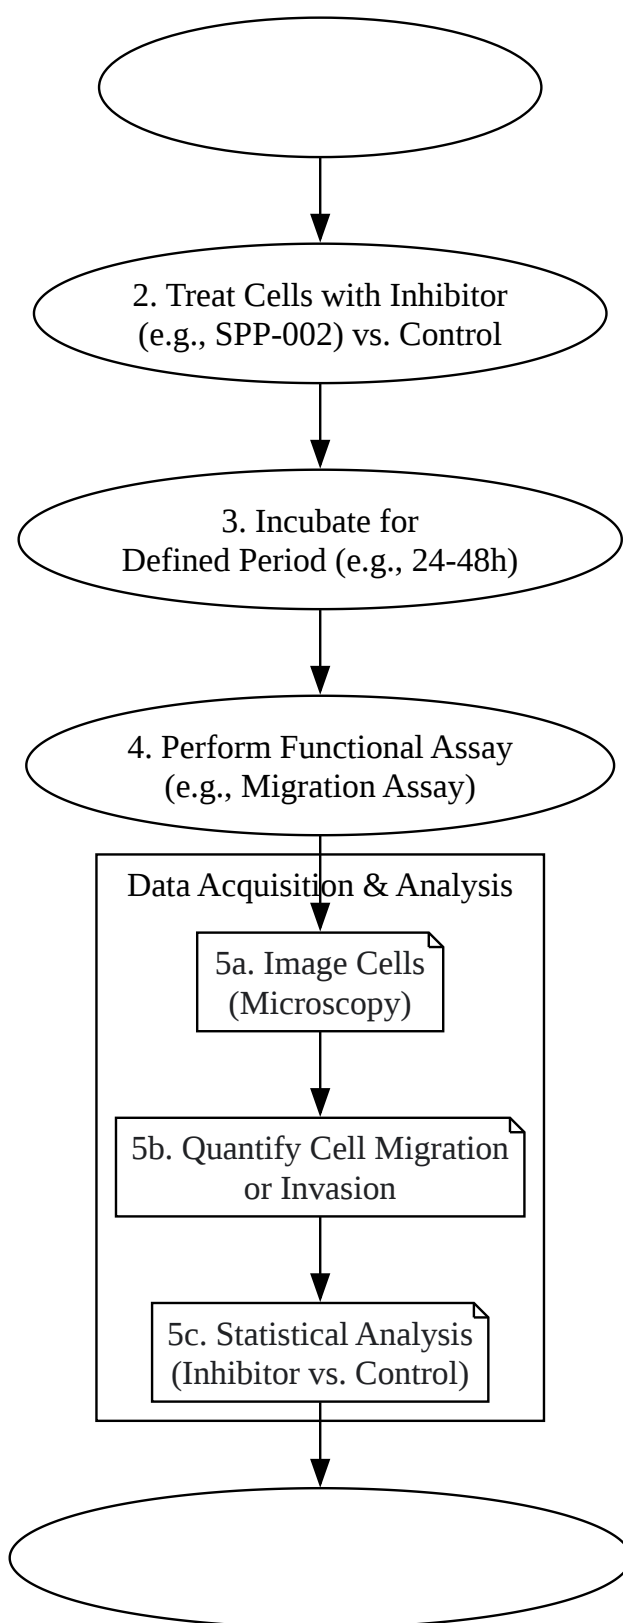 2. Treat Cells with Inhibitor
(e.g., SPP-002) vs. Control
3. Incubate for
Defined Period (e.g., 24-48h)
4. Perform Functional Assay
(e.g., Migration Assay)
Data Acquisition & Analysis
5a. Image Cells
(Microscopy)
5b. Quantify Cell Migration
or Invasion
5c. Statistical Analysis
(Inhibitor vs. Control)